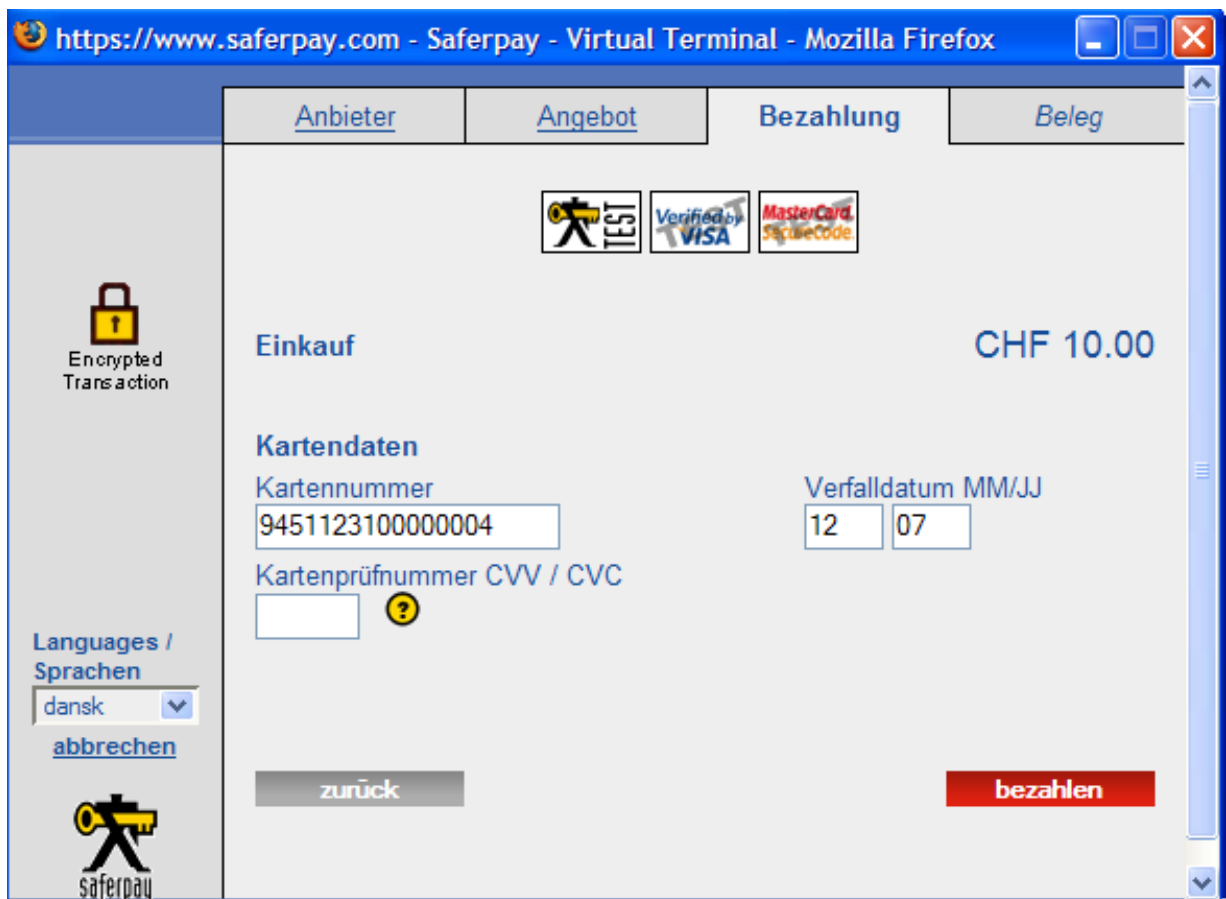 https://www.saferpay.com - Saferpay - Virtual Terminal - Mozilla Firefox
Anbieter Angebot Bezahlung Beleg
TEST Verified by VISA TEST MasterCard. SecureCode. TEST
Encrypted
Transaction
Einkauf CHF 10.00
Kartendaten
Kartennummer Verfalldatum MM/JJ
9451123100000004 12 07
Kartenprüfnummer CVV / CVC
?
Languages /
Sprachen
dansk
abbrechen
zurück bezahlen
saferpay